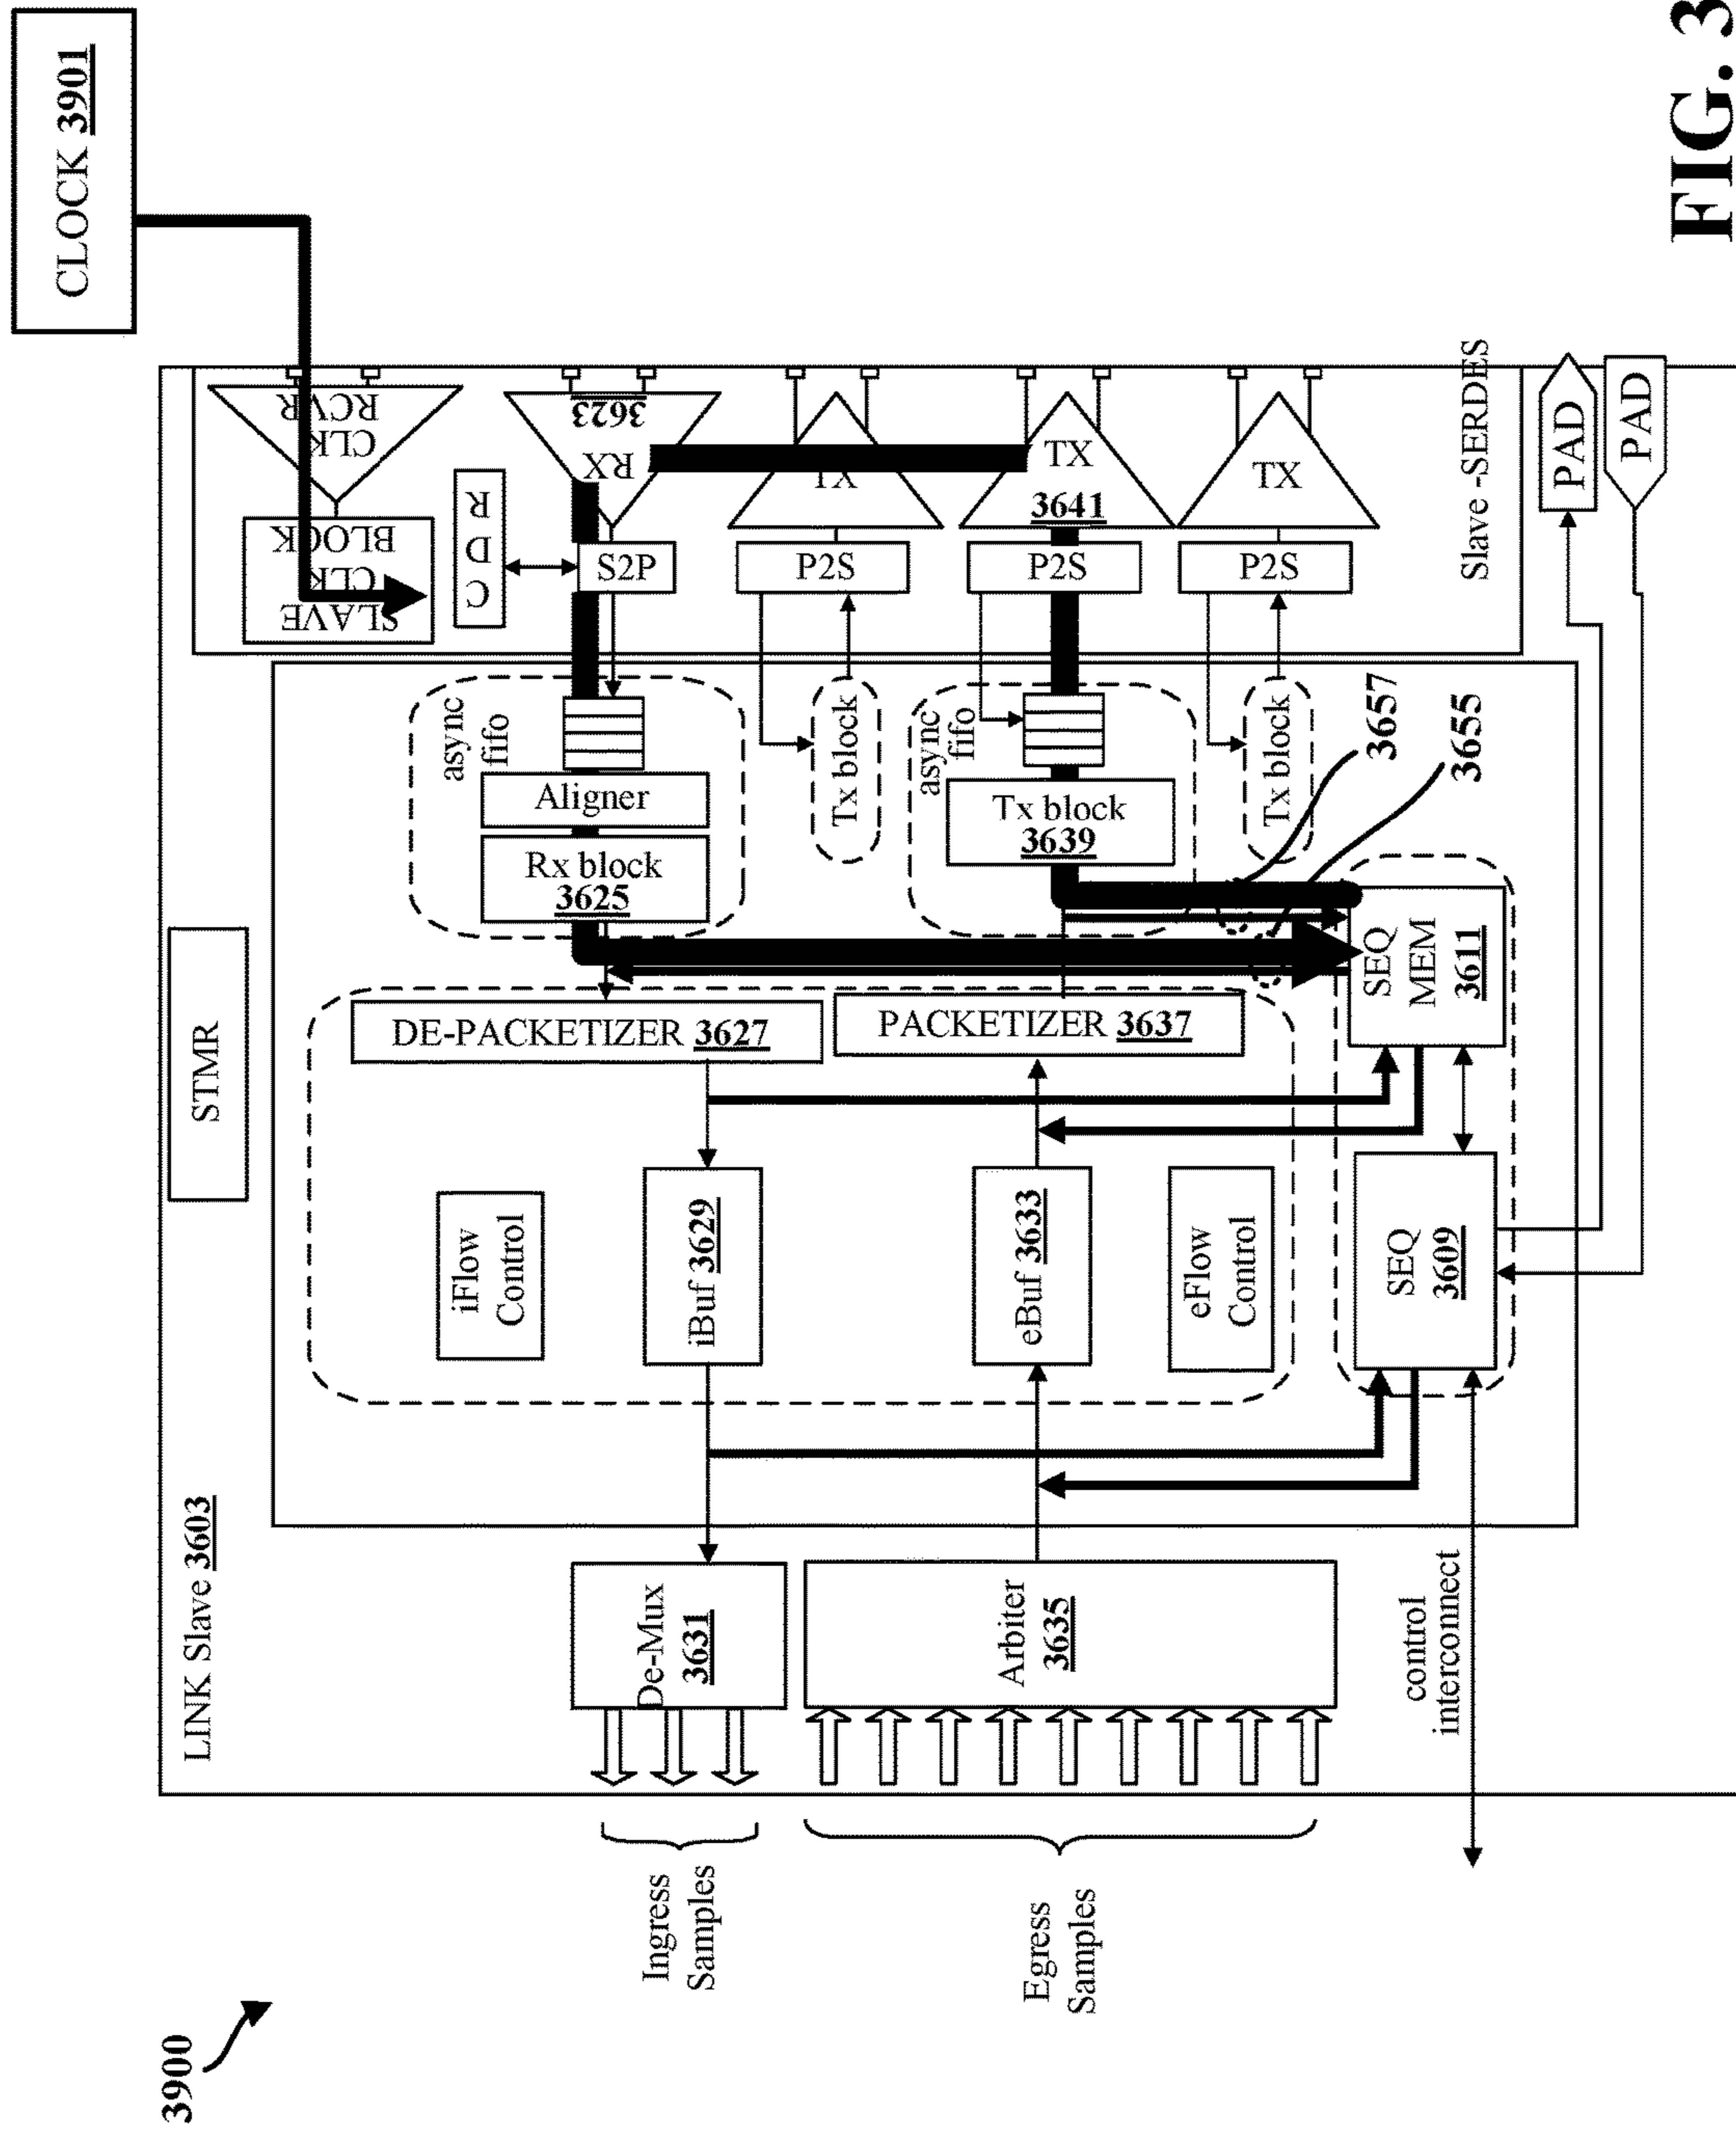 3900
CLOCK 3901
LINK Slave 3603
STMR
SLAVE
CLK
BLOCK
CLK
RCVR
C D R
RX
3623
S2P
async
fifo
Aligner
Rx block
3625
TX
P2S
Tx block
TX
3641
P2S
async
fifo
Tx block
3639
TX
P2S
Tx block
Slave -SERDES
PAD
PAD
3657
3655
DE-PACKETIZER 3627
PACKETIZER 3637
SEQ
MEM
3611
iFlow
Control
iBuf 3629
eBuf 3633
eFlow
Control
SEQ
3609
De-Mux
3631
Arbiter
3635
control
interconnect
Ingress
Samples
Egress
Samples
FIG. 3